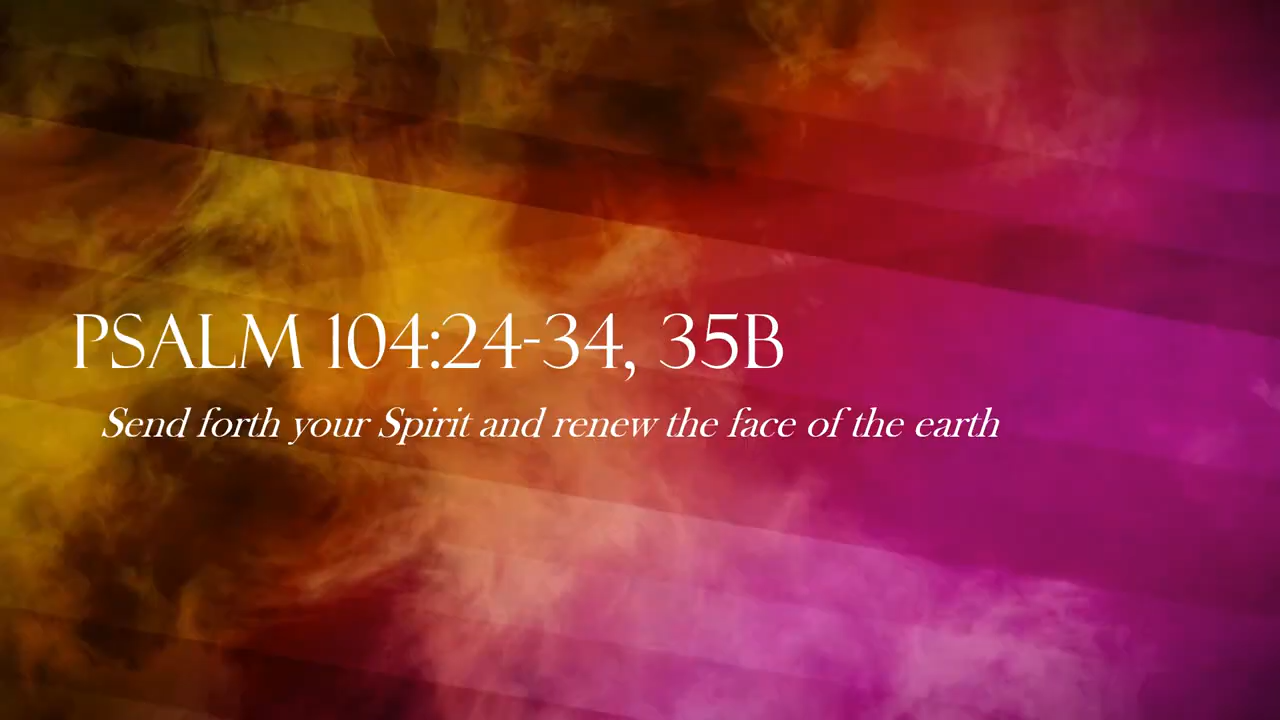 PSALM 104:24-34, 35B
Send forth your Spirit and renew the face of the earth